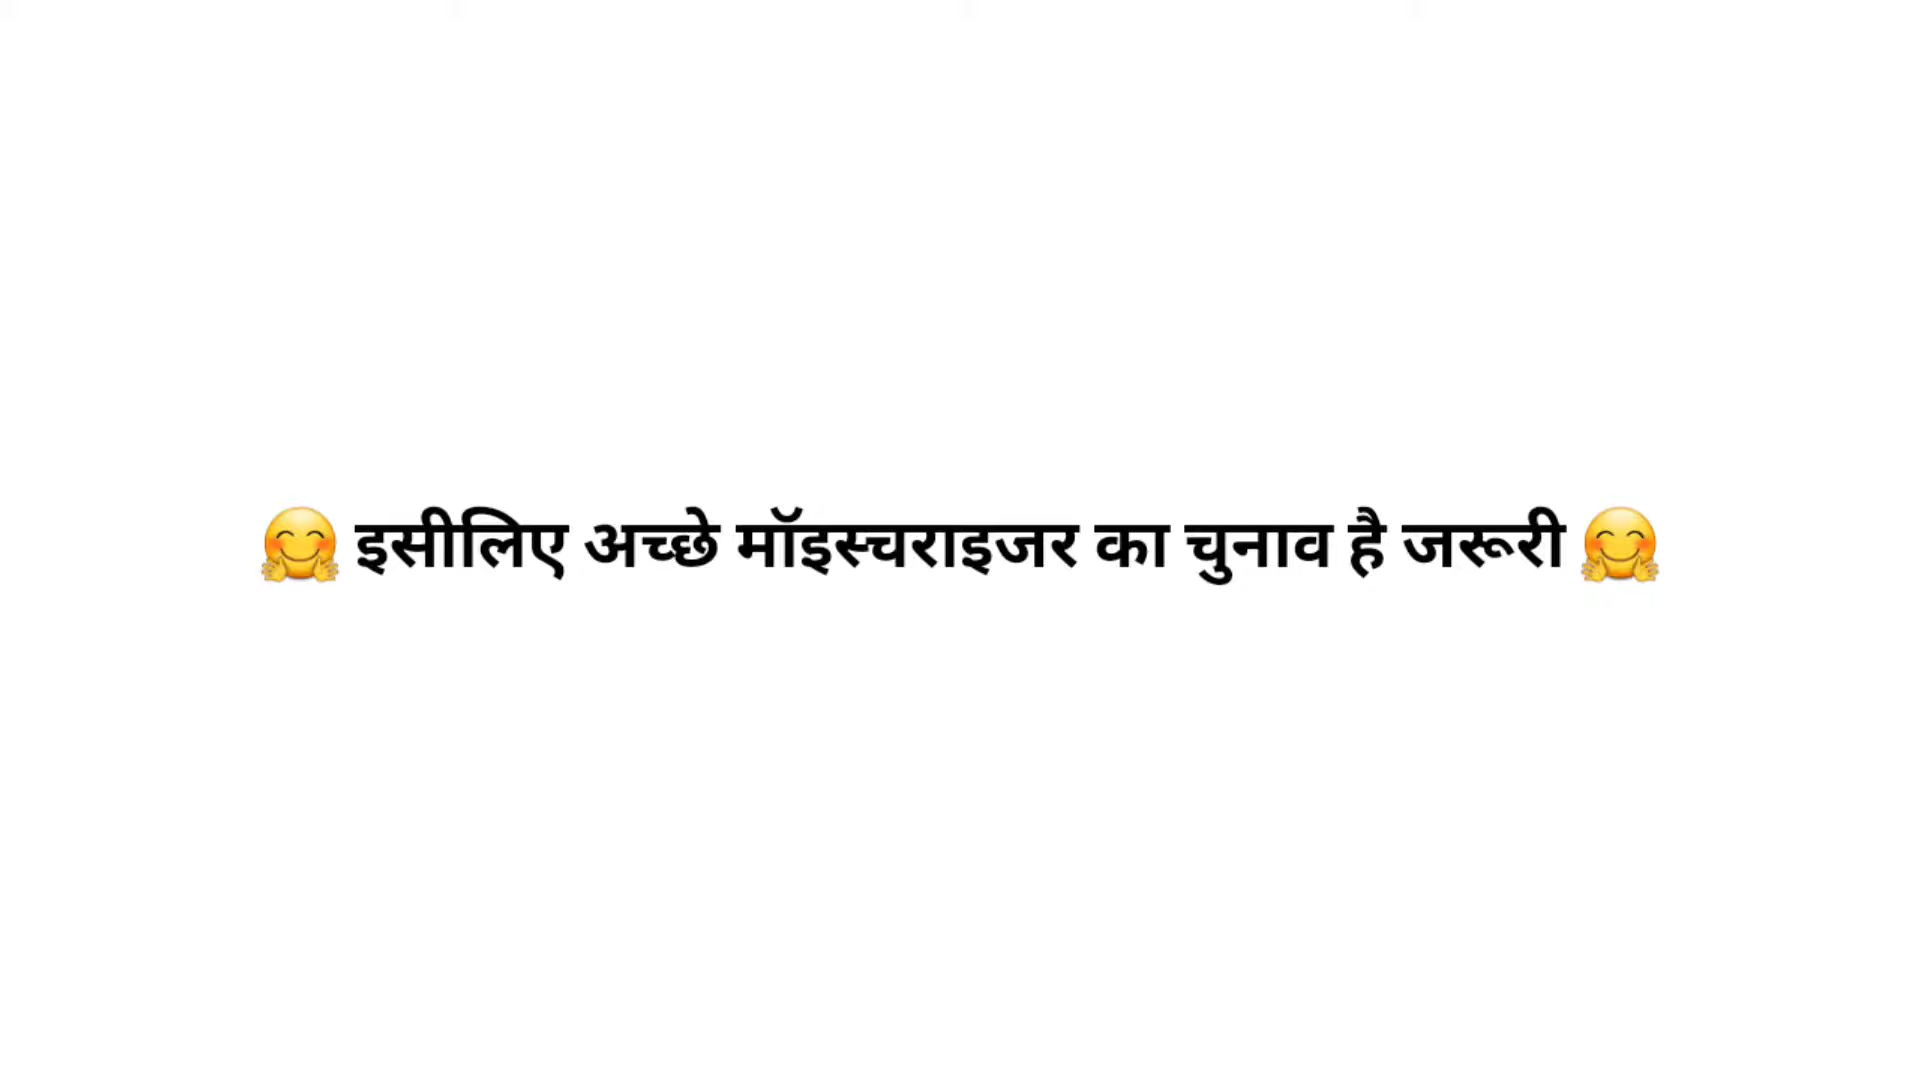 🤗 इसीलिए अच्छे मॉइस्चराइजर का चुनाव है जरूरी 🤗